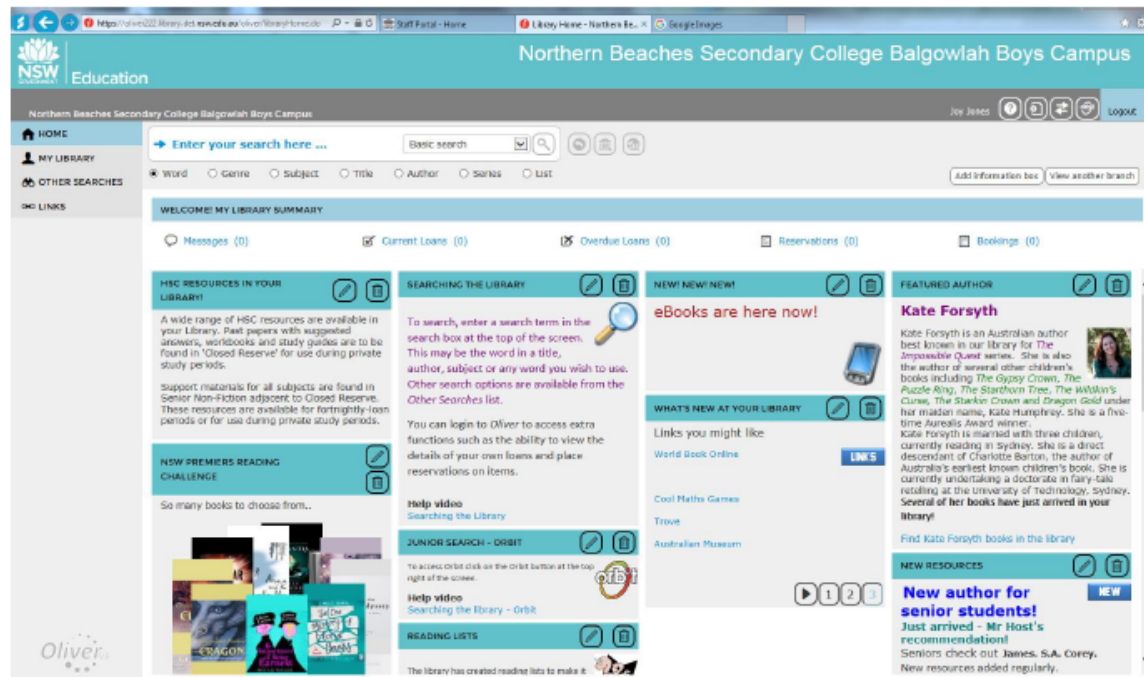 Staff Portal - Home
Library Home - Northern Be...
Google Images
NSW
GOVERNMENT
Education
Northern Beaches Secondary College Balgowlah Boys Campus
Northern Beaches Secondary College Balgowlah Boys Campus
Joy Jones
Logout
HOME
MY LIBRARY
OTHER SEARCHES
LINKS
Enter your search here ...
Basic search
Word
Genre
Subject
Title
Author
Series
List
Add information box
View another branch
WELCOME! MY LIBRARY SUMMARY
Messages (0)
Current Loans (0)
Overdue Loans (0)
Reservations (0)
Bookings (0)
HSC RESOURCES IN YOUR
LIBRARY!
A wide range of HSC resources are available in
your Library. Past papers with suggested
answers, workbooks and study guides are to be
found in 'Closed Reserve' for use during private
study periods.
Support materials for all subjects are found in
Senior Non-Fiction adjacent to Closed Reserve.
These resources are available for fortnightly-loan
periods or for use during private study periods.
NSW PREMIERS READING
CHALLENGE
So many books to choose from..
ERAGON
SEARCHING THE LIBRARY
To search, enter a search term in the
search box at the top of the screen.
This may be the word in a title,
author, subject or any word you wish to use.
Other search options are available from the
Other Searches list.
You can login to Oliver to access extra
functions such as the ability to view the
details of your own loans and place
reservations on items.
Help video
Searching the Library
JUNIOR SEARCH - ORBIT
To access Orbit click on the Orbit button at the top
right of the screen.
orbit
Help video
Searching the library - Orbit
READING LISTS
The library has created reading lists to make it
NEW! NEW! NEW!
eBooks are here now!
WHAT'S NEW AT YOUR LIBRARY
Links you might like
World Book Online
LINKS
Cool Maths Games
Trove
Australian Museum
1 2 3
FEATURED AUTHOR
Kate Forsyth
Kate Forsyth is an Australian author
best known in our library for The
Impossible Quest series. She is also
the author of several other children's
books including The Gypsy Crown, The
Puzzle Ring, The Starthorn Tree, The Wildkin's
Curse, The Starkin Crown and Dragon Gold under
her maiden name, Kate Humphrey. She is a five-
time Aurealis Award winner.
Kate Forsyth is married with three children,
currently residing in Sydney. She is a direct
descendant of Charlotte Barton, the author of
Australia's earliest known children's book. She is
currently undertaking a doctorate in fairy-tale
retelling at the University of Technology, Sydney.
Several of her books have just arrived in your
library!
Find Kate Forsyth books in the library
NEW RESOURCES
New author for
senior students!
NEW
Just arrived - Mr Host's
recommendation!
Seniors check out James. S.A. Corey.
New resources added regularly.
Oliver